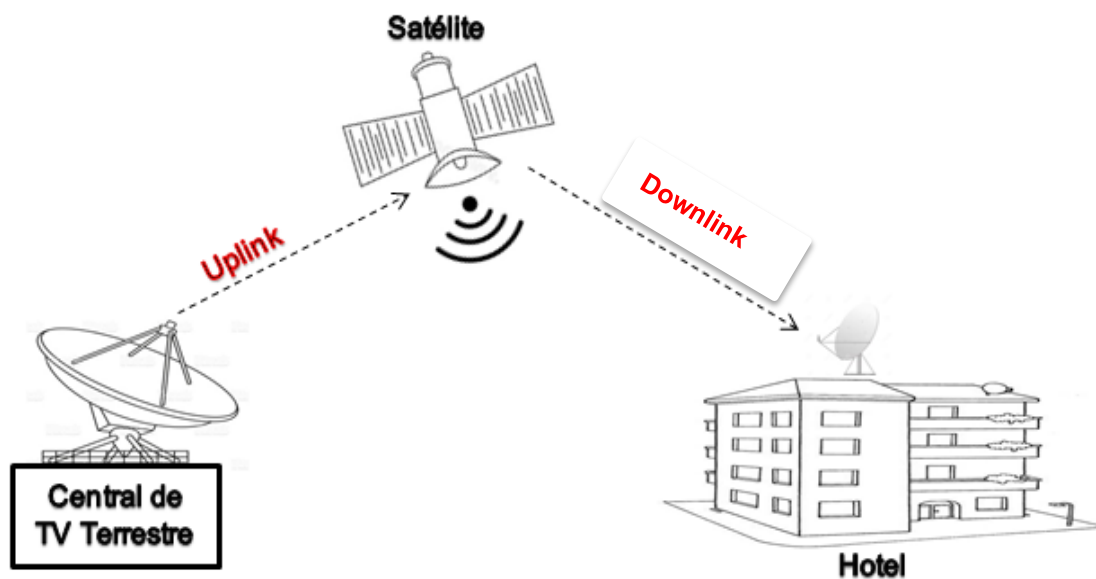 Satélite
Uplink
Downlink
Central de
TV Terrestre
Hotel